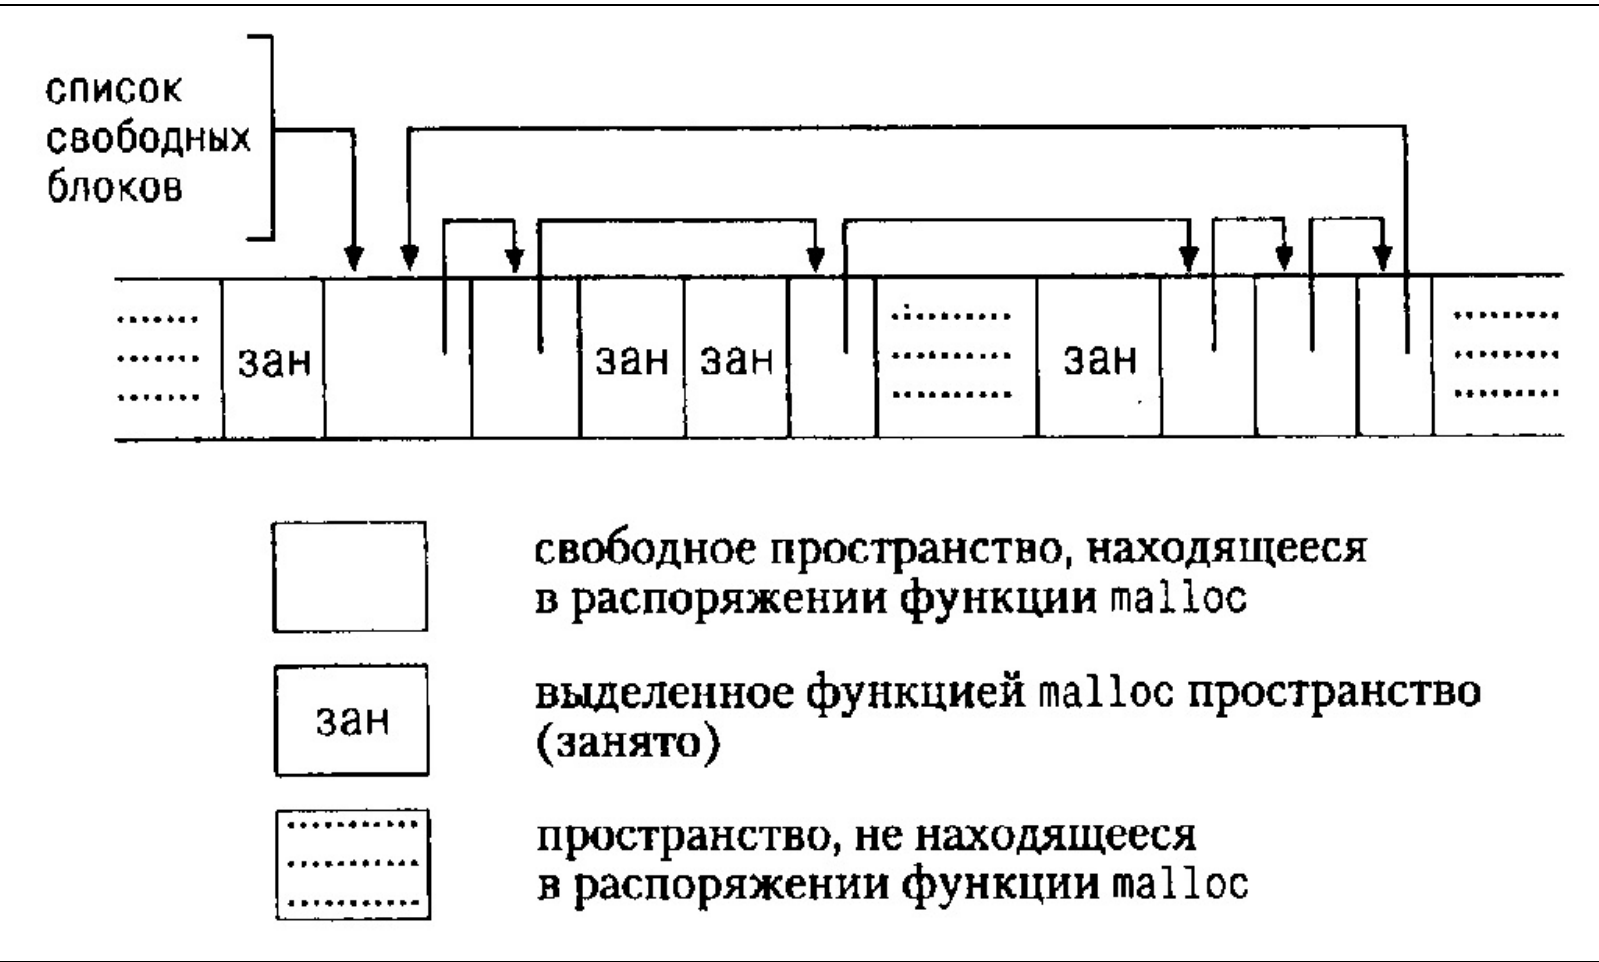 список
свободных
блоков
зан
зан
зан
зан
свободное пространство, находящееся
в распоряжении функции malloc
зан
выделенное функцией malloc пространство
(занято)
пространство, не находящееся
в распоряжении функции malloc